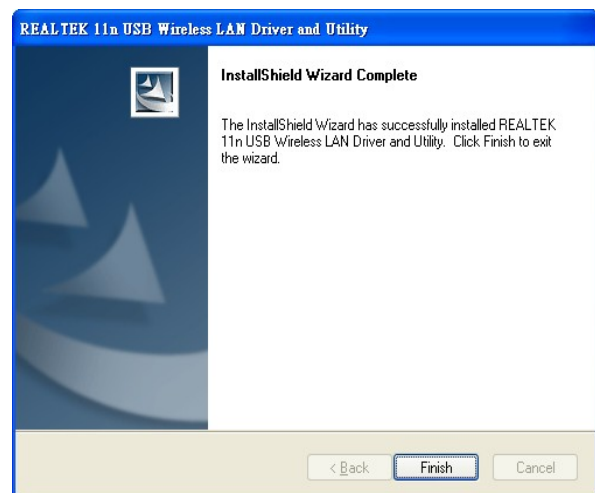 REALTEK 11n USB Wireless LAN Driver and Utility
InstallShield Wizard Complete
The InstallShield Wizard has successfully installed REALTEK
11n USB Wireless LAN Driver and Utility. Click Finish to exit
the wizard.
< Back Finish Cancel